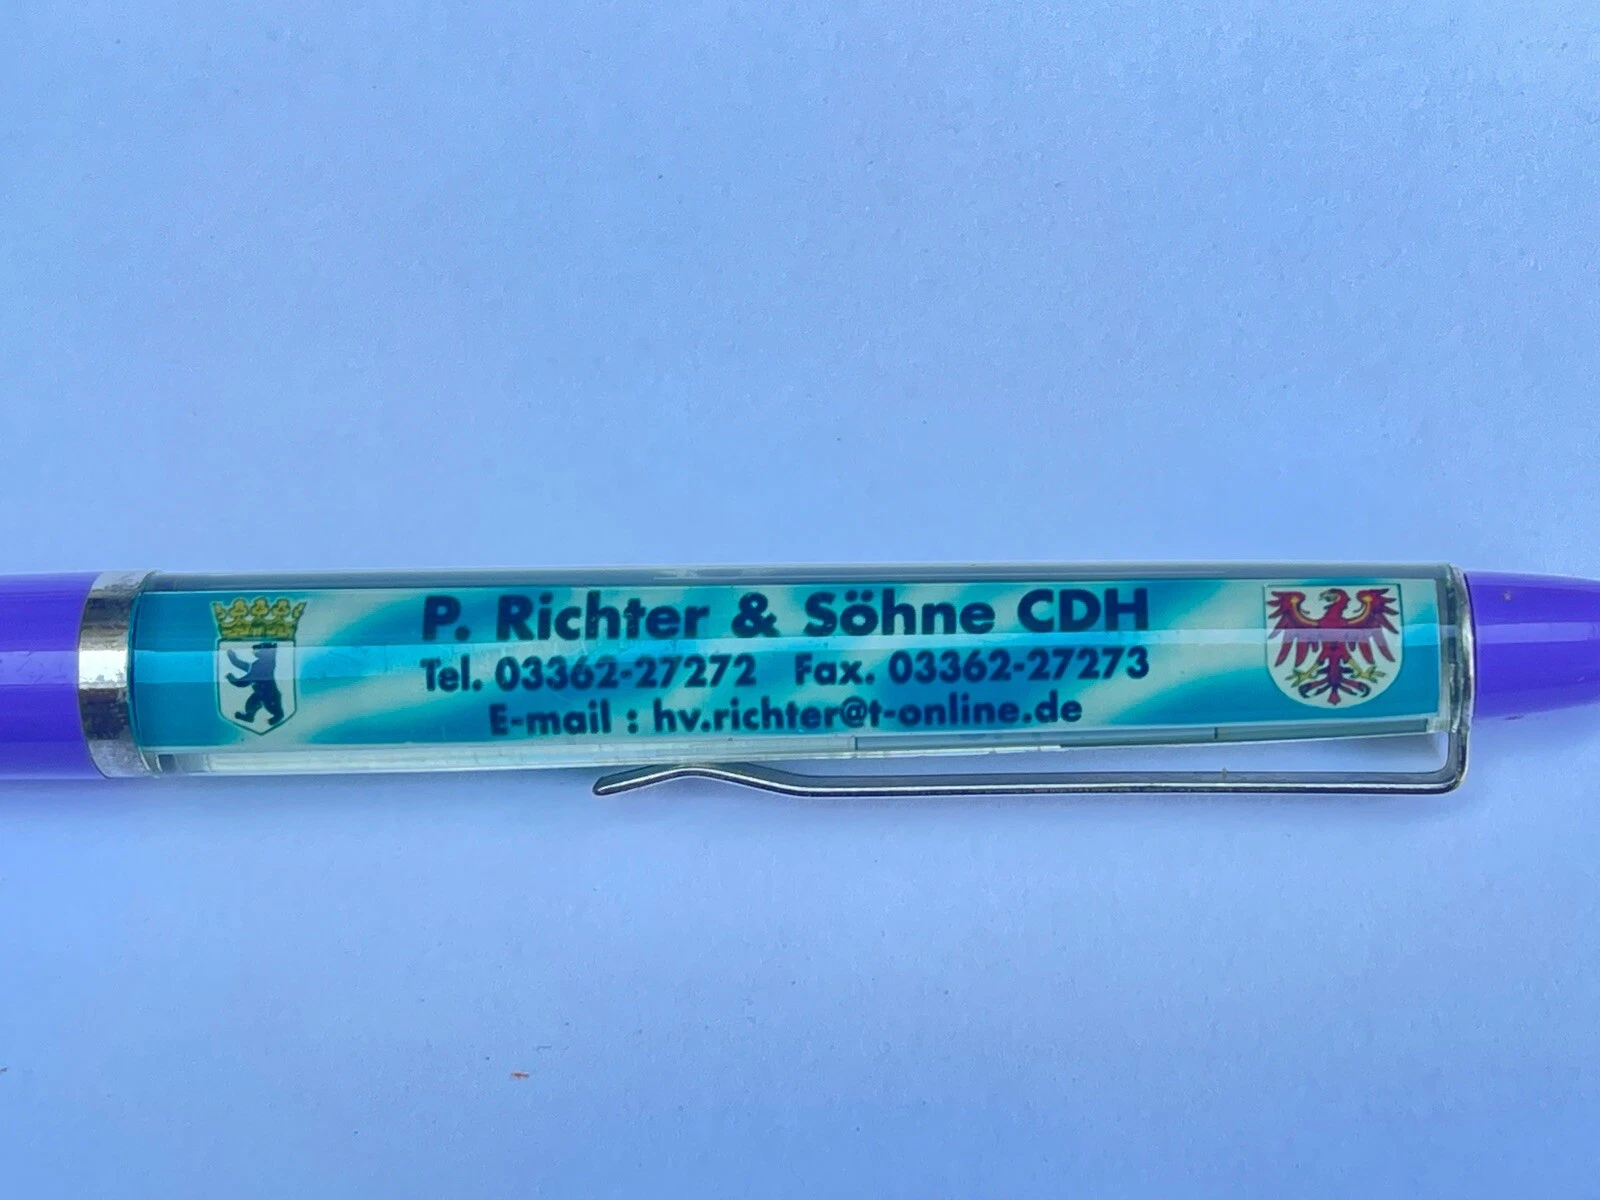 P. Richter & Söhne CDH
Tel. 03362-27272 Fax. 03362-27273
E-mail : hv.richter@t-online.de